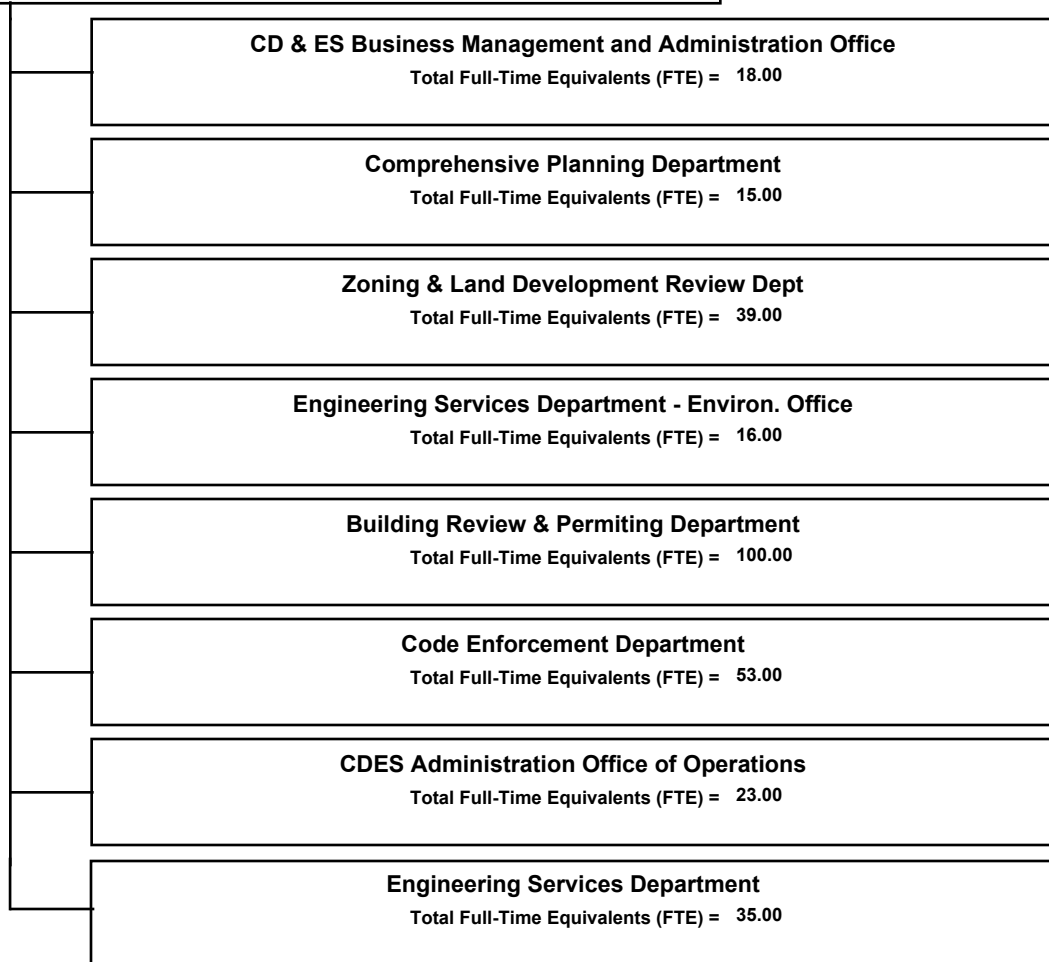 CD & ES Business Management and Administration Office
Total Full-Time Equivalents (FTE) = 18.00
Comprehensive Planning Department
Total Full-Time Equivalents (FTE) = 15.00
Zoning & Land Development Review Dept
Total Full-Time Equivalents (FTE) = 39.00
Engineering Services Department - Environ. Office
Total Full-Time Equivalents (FTE) = 16.00
Building Review & Permiting Department
Total Full-Time Equivalents (FTE) = 100.00
Code Enforcement Department
Total Full-Time Equivalents (FTE) = 53.00
CDES Administration Office of Operations
Total Full-Time Equivalents (FTE) = 23.00
Engineering Services Department
Total Full-Time Equivalents (FTE) = 35.00